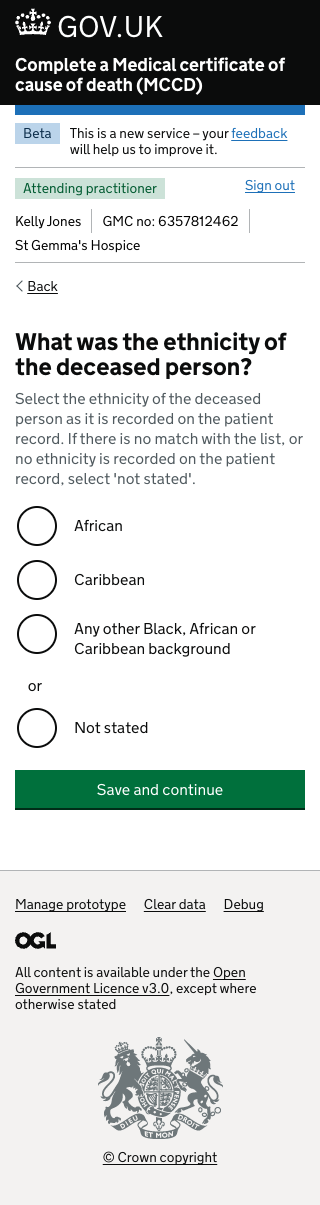 GOV.UK
Complete a Medical certificate of
cause of death (MCCD)
Beta
This is a new service – your feedback
will help us to improve it.
Attending practitioner
Sign out
Kelly Jones
GMC no: 6357812462
St Gemma's Hospice
Back
What was the ethnicity of
the deceased person?
Select the ethnicity of the deceased
person as it is recorded on the patient
record. If there is no match with the list, or
no ethnicity is recorded on the patient
record, select 'not stated'.
African
Caribbean
Any other Black, African or
Caribbean background
or
Not stated
Save and continue
Manage prototype
Clear data
Debug
OGL
All content is available under the Open
Government Licence v3.0, except where
otherwise stated
DIEU ET MON DROIT
© Crown copyright